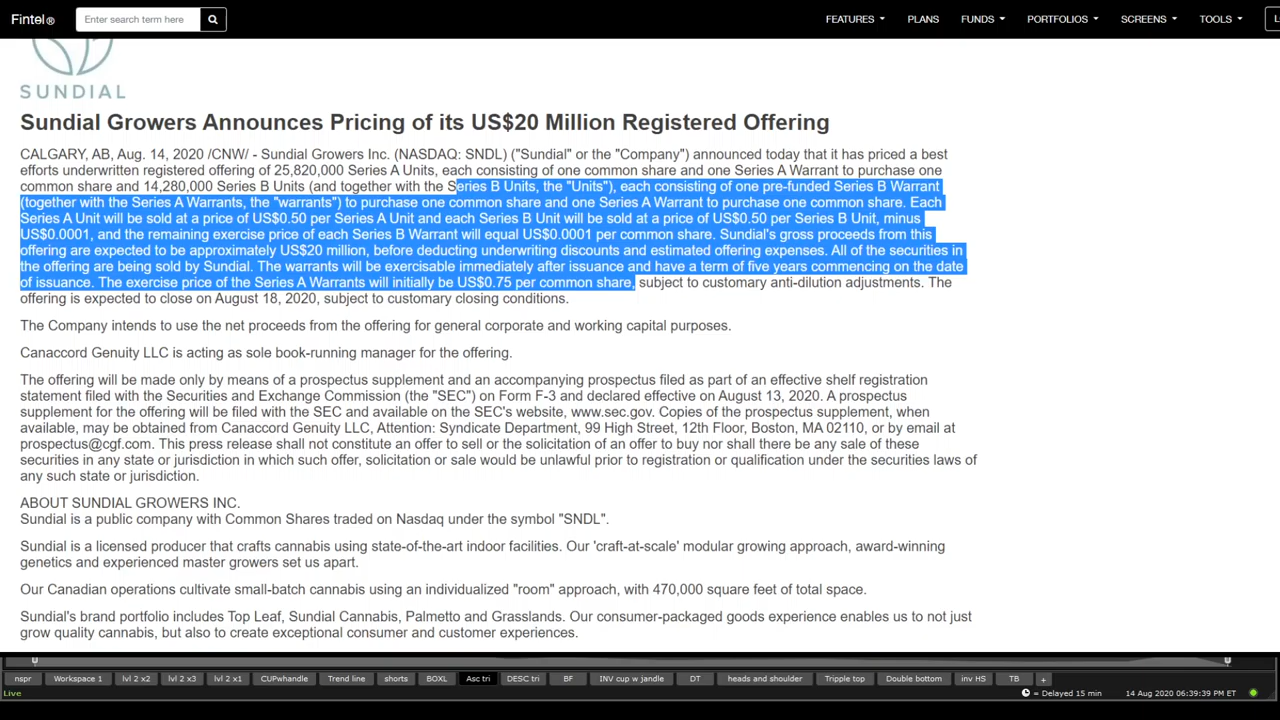 Fintel®
Enter search term here
FEATURES PLANS FUNDS PORTFOLIOS SCREENS TOOLS L
SUNDIAL
Sundial Growers Announces Pricing of its US$20 Million Registered Offering
CALGARY, AB, Aug. 14, 2020 /CNW/ - Sundial Growers Inc. (NASDAQ: SNDL) ("Sundial" or the "Company") announced today that it has priced a best
efforts underwritten registered offering of 25,820,000 Series A Units, each consisting of one common share and one Series A Warrant to purchase one
common share and 14,280,000 Series B Units (and together with the Series B Units, the "Units"), each consisting of one pre-funded Series B Warrant
(together with the Series A Warrants, the "warrants") to purchase one common share and one Series A Warrant to purchase one common share. Each
Series A Unit will be sold at a price of US$0.50 per Series A Unit and each Series B Unit will be sold at a price of US$0.50 per Series B Unit, minus
US$0.0001, and the remaining exercise price of each Series B Warrant will equal US$0.0001 per common share. Sundial's gross proceeds from this
offering are expected to be approximately US$20 million, before deducting underwriting discounts and estimated offering expenses. All of the securities in
the offering are being sold by Sundial. The warrants will be exercisable immediately after issuance and have a term of five years commencing on the date
of issuance. The exercise price of the Series A Warrants will initially be US$0.75 per common share, subject to customary anti-dilution adjustments. The
offering is expected to close on August 18, 2020, subject to customary closing conditions.
The Company intends to use the net proceeds from the offering for general corporate and working capital purposes.
Canaccord Genuity LLC is acting as sole book-running manager for the offering.
The offering will be made only by means of a prospectus supplement and an accompanying prospectus filed as part of an effective shelf registration
statement filed with the Securities and Exchange Commission (the "SEC") on Form F-3 and declared effective on August 13, 2020. A prospectus
supplement for the offering will be filed with the SEC and available on the SEC's website, www.sec.gov. Copies of the prospectus supplement, when
available, may be obtained from Canaccord Genuity LLC, Attention: Syndicate Department, 99 High Street, 12th Floor, Boston, MA 02110, or by email at
prospectus@cgf.com. This press release shall not constitute an offer to sell or the solicitation of an offer to buy nor shall there be any sale of these
securities in any state or jurisdiction in which such offer, solicitation or sale would be unlawful prior to registration or qualification under the securities laws of
any such state or jurisdiction.
ABOUT SUNDIAL GROWERS INC.
Sundial is a public company with Common Shares traded on Nasdaq under the symbol "SNDL".
Sundial is a licensed producer that crafts cannabis using state-of-the-art indoor facilities. Our 'craft-at-scale' modular growing approach, award-winning
genetics and experienced master growers set us apart.
Our Canadian operations cultivate small-batch cannabis using an individualized "room" approach, with 470,000 square feet of total space.
Sundial's brand portfolio includes Top Leaf, Sundial Cannabis, Palmetto and Grasslands. Our consumer-packaged goods experience enables us to not just
grow quality cannabis, but also to create exceptional consumer and customer experiences.
nspr Workspace 1 lvl 2 x2 lvl 2 x3 lvl 2 x1 CUPwhandle Trend line shorts BOXL Asc tri DESC tri BF INV cup w jandle DT heads and shoulder Tripple top Double bottom inv HS TB +
Live = Delayed 15 min 14 Aug 2020 06:39:39 PM ET